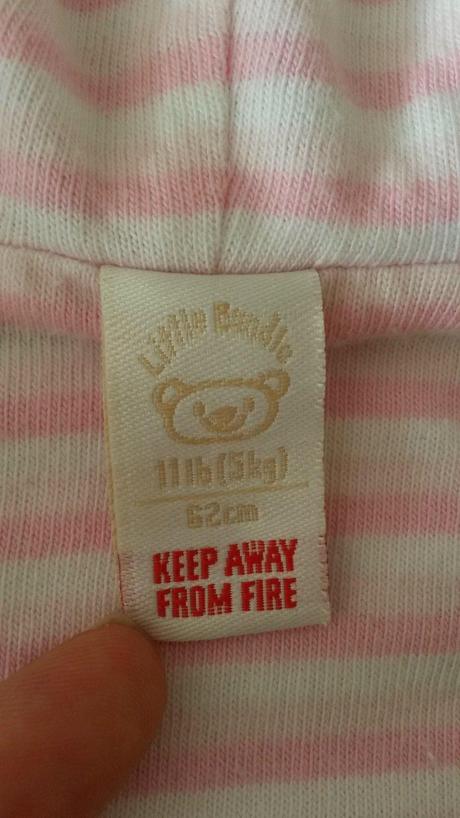 Little Bundle
11lb(5kg)
62cm
KEEP AWAY
FROM FIRE